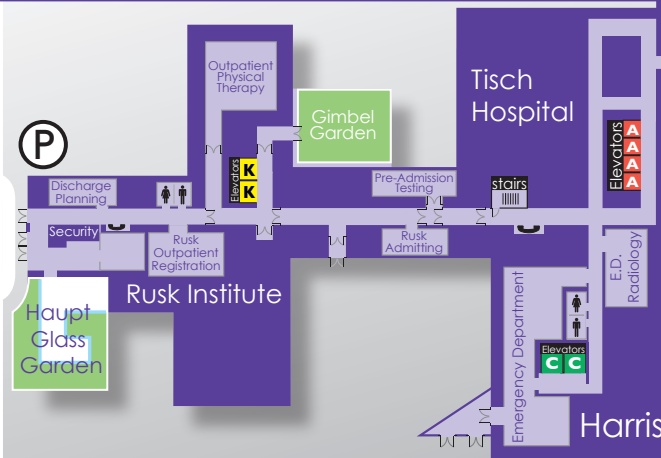 Outpatient
Physical
Therapy
Gimbel
Garden
Tisch
Hospital
P
Elevators
K
K
Elevators
A
A
A
A
Discharge
Planning
Pre-Admission
Testing
stairs
Security
Rusk
Outpatient
Registration
Rusk
Admitting
E.D.
Radiology
Rusk Institute
Haupt
Glass
Garden
Emergency Department
Elevators
C C
Harris